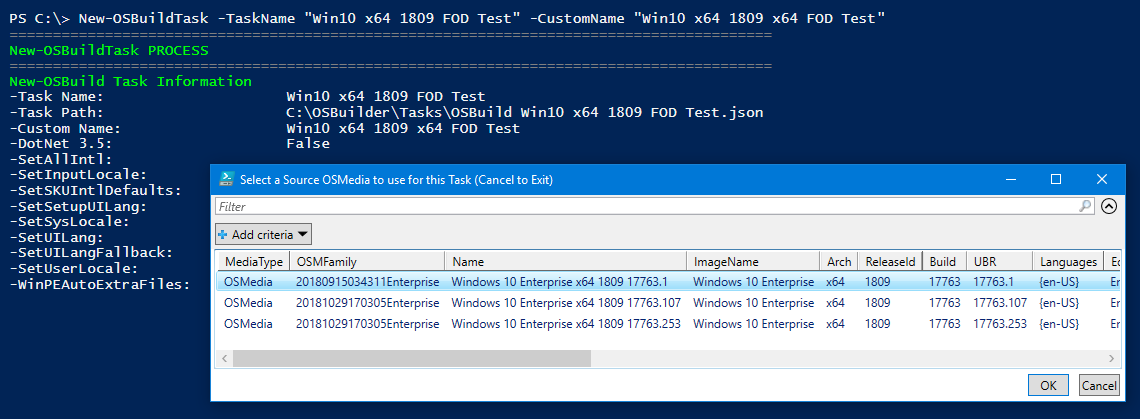 PS C:\> New-OSBuildTask -TaskName "Win10 x64 1809 FOD Test" -CustomName "Win10 x64 1809 x64 FOD Test"
=========================================================================================
New-OSBuildTask PROCESS
=========================================================================================
New-OSBuild Task Information
-Task Name: Win10 x64 1809 FOD Test
-Task Path: C:\OSBuilder\Tasks\OSBuild Win10 x64 1809 FOD Test.json
-Custom Name: Win10 x64 1809 x64 FOD Test
-DotNet 3.5: False
-SetAllIntl:
-SetInputLocale:
-SetSKUIntlDefaults:
-SetSetupUILang:
-SetSysLocale:
-SetUILang:
-SetUILangFallback:
-SetUserLocale:
-WinPEAutoExtraFiles:
Select a Source OSMedia to use for this Task (Cancel to Exit)
Filter
Add criteria
MediaType OSMFamily Name ImageName Arch ReleaseId Build UBR Languages
OSMedia 20180915034311Enterprise Windows 10 Enterprise x64 1809 17763.1 Windows 10 Enterprise x64 1809 17763 17763.1 {en-US}
OSMedia 20181029170305Enterprise Windows 10 Enterprise x64 1809 17763.107 Windows 10 Enterprise x64 1809 17763 17763.107 {en-US}
OSMedia 20181029170305Enterprise Windows 10 Enterprise x64 1809 17763.253 Windows 10 Enterprise x64 1809 17763 17763.253 {en-US}
OK Cancel